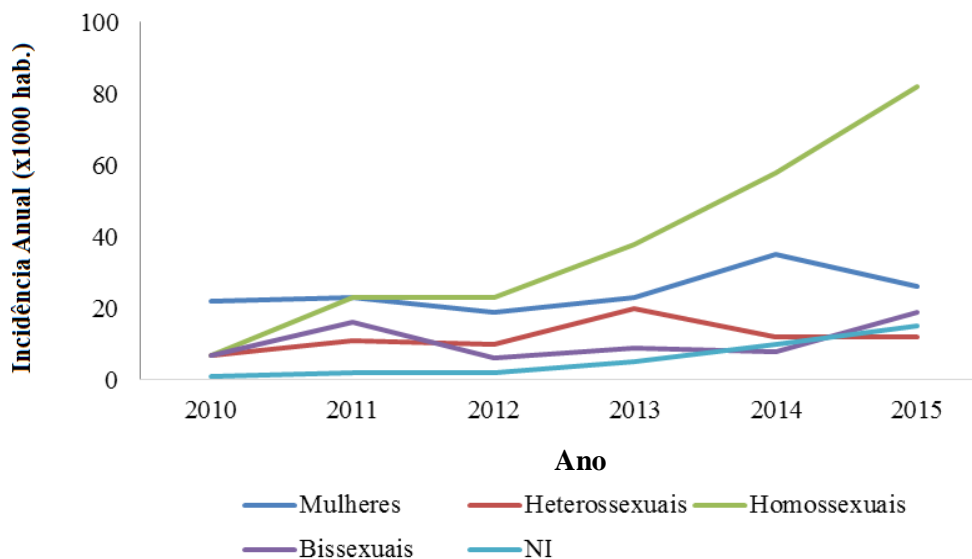 Incidência Anual (x1000 hab.)
100
80
60
40
20
0
2010 2011 2012 2013 2014 2015
Ano
Mulheres Heterossexuais Homossexuais
Bissexuais NI